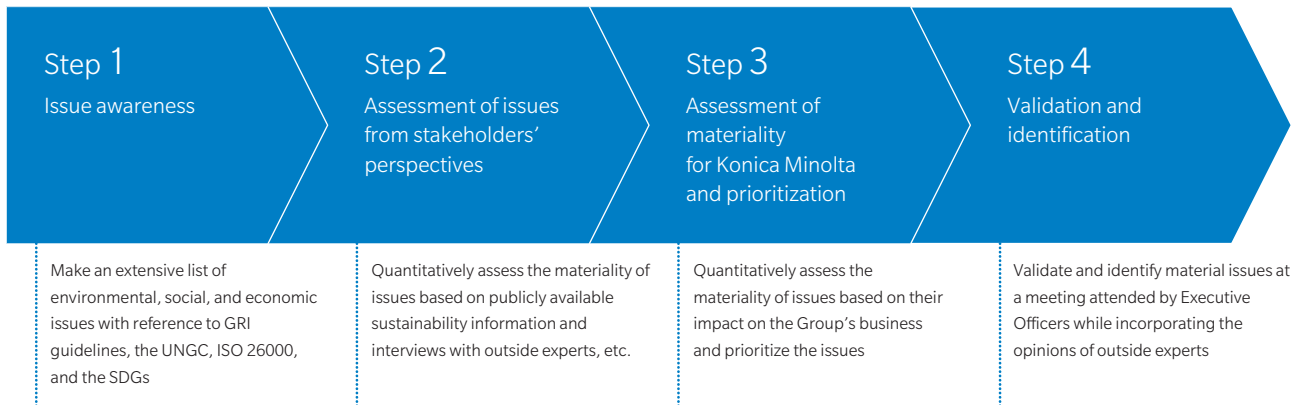 Step 1
Issue awareness
Step 2
Assessment of issues
from stakeholders’
perspectives
Step 3
Assessment of
materiality
for Konica Minolta
and prioritization
Step 4
Validation and
identification
Make an extensive list of
environmental, social, and economic
issues with reference to GRI
guidelines, the UNGC, ISO 26000,
and the SDGs
Quantitatively assess the materiality of
issues based on publicly available
sustainability information and
interviews with outside experts, etc.
Quantitatively assess the
materiality of issues based on their
impact on the Group’s business
and prioritize the issues
Validate and identify material issues at
a meeting attended by Executive
Officers while incorporating the
opinions of outside experts